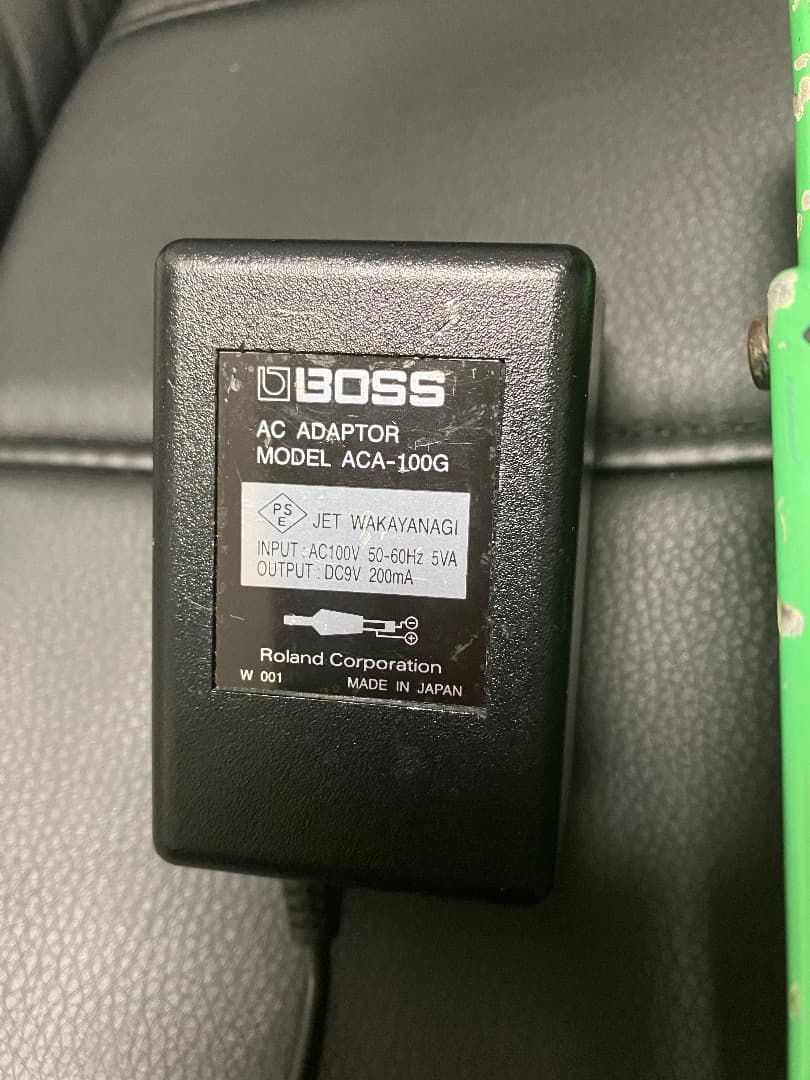 BOSS
AC ADAPTOR
MODEL ACA-100G
PSE JET WAKAYANAGI
INPUT : AC100V 50-60Hz 5VA
OUTPUT : DC9V 200mA
⊖
⊕
Roland Corporation
W 001 MADE IN JAPAN